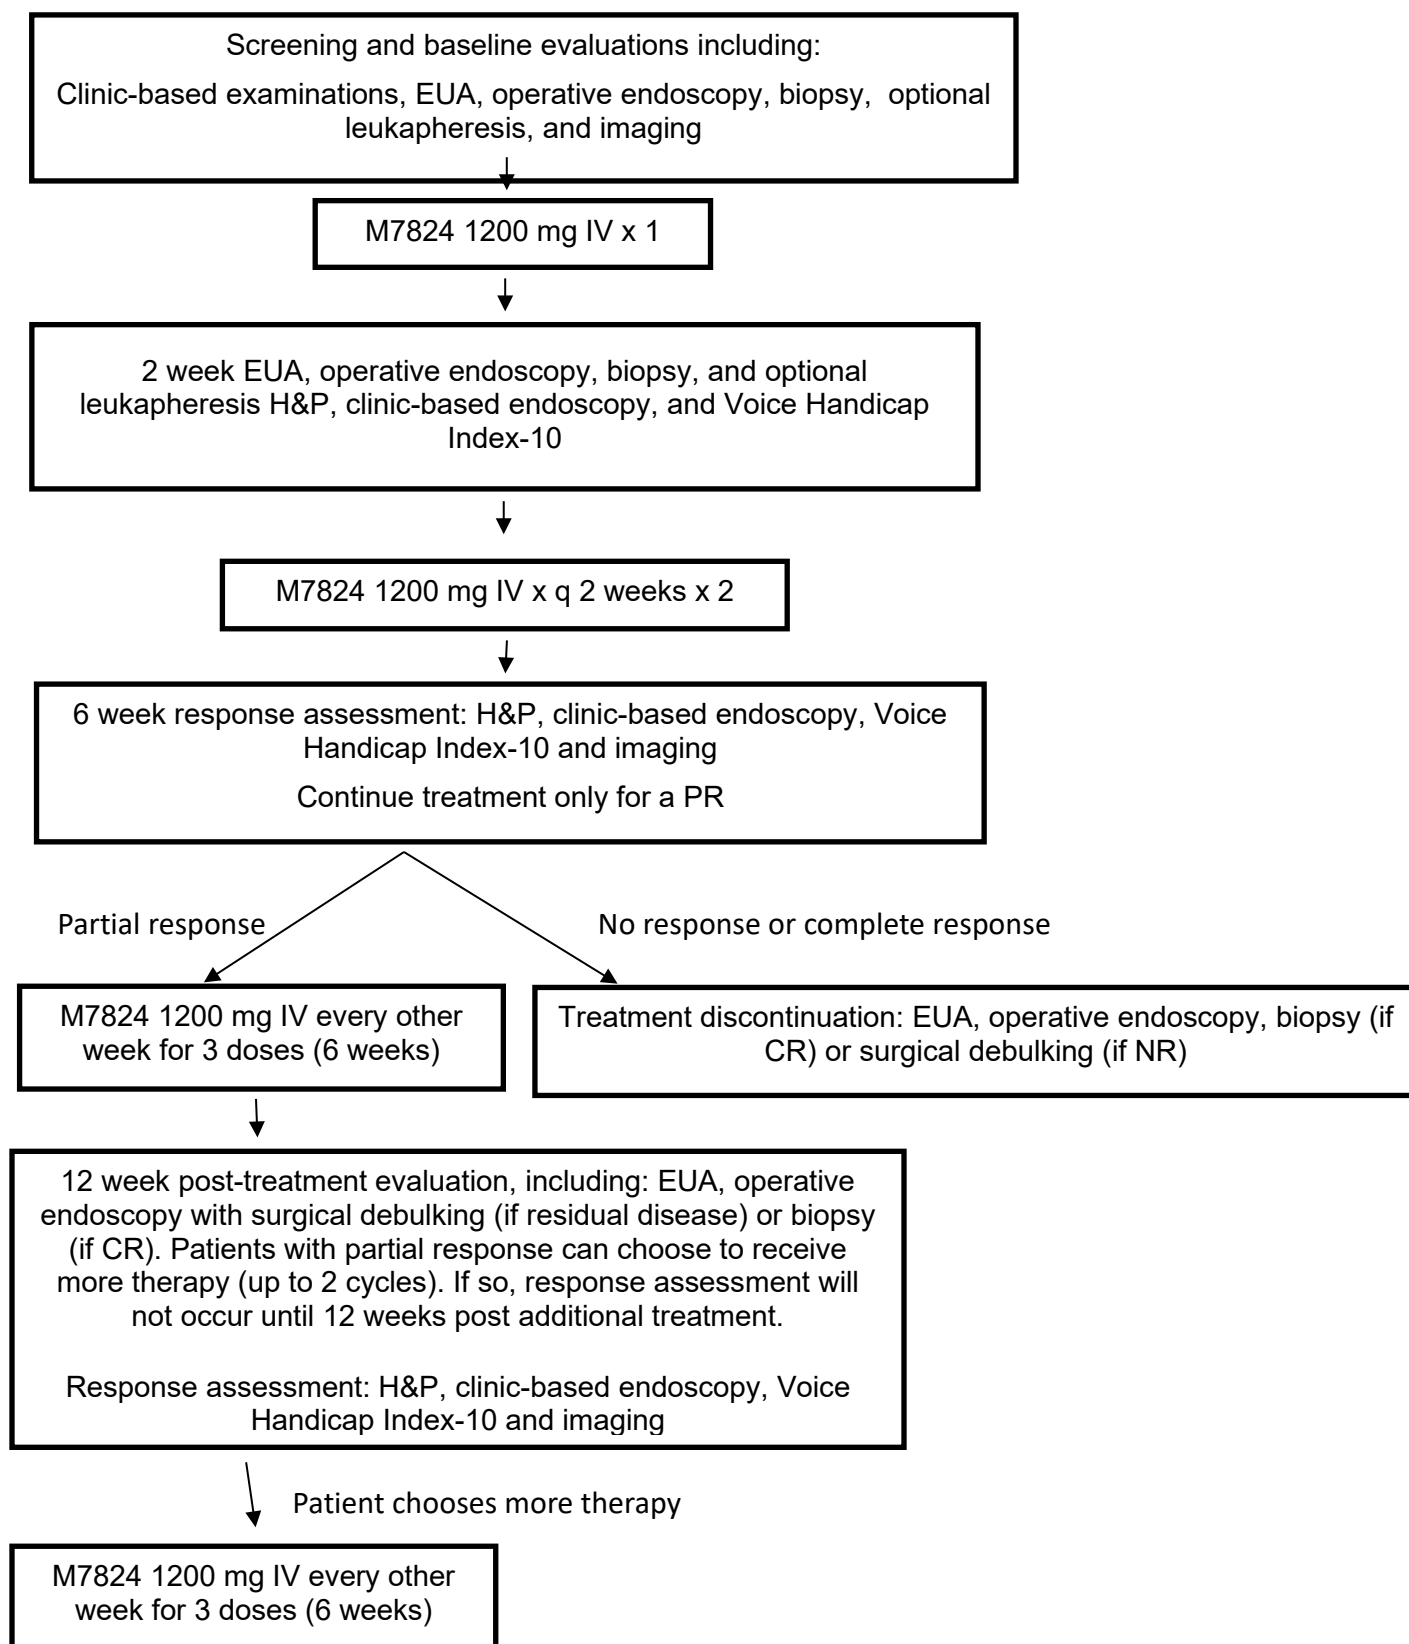 Screening and baseline evaluations including:
Clinic-based examinations, EUA, operative endoscopy, biopsy, optional
leukapheresis, and imaging
M7824 1200 mg IV x 1
2 week EUA, operative endoscopy, biopsy, and optional
leukapheresis H&P, clinic-based endoscopy, and Voice Handicap
Index-10
M7824 1200 mg IV x q 2 weeks x 2
6 week response assessment: H&P, clinic-based endoscopy, Voice
Handicap Index-10 and imaging
Continue treatment only for a PR
Partial response
No response or complete response
M7824 1200 mg IV every other
week for 3 doses (6 weeks)
Treatment discontinuation: EUA, operative endoscopy, biopsy (if
CR) or surgical debulking (if NR)
12 week post-treatment evaluation, including: EUA, operative
endoscopy with surgical debulking (if residual disease) or biopsy
(if CR). Patients with partial response can choose to receive
more therapy (up to 2 cycles). If so, response assessment will
not occur until 12 weeks post additional treatment.
Response assessment: H&P, clinic-based endoscopy, Voice
Handicap Index-10 and imaging
Patient chooses more therapy
M7824 1200 mg IV every other
week for 3 doses (6 weeks)